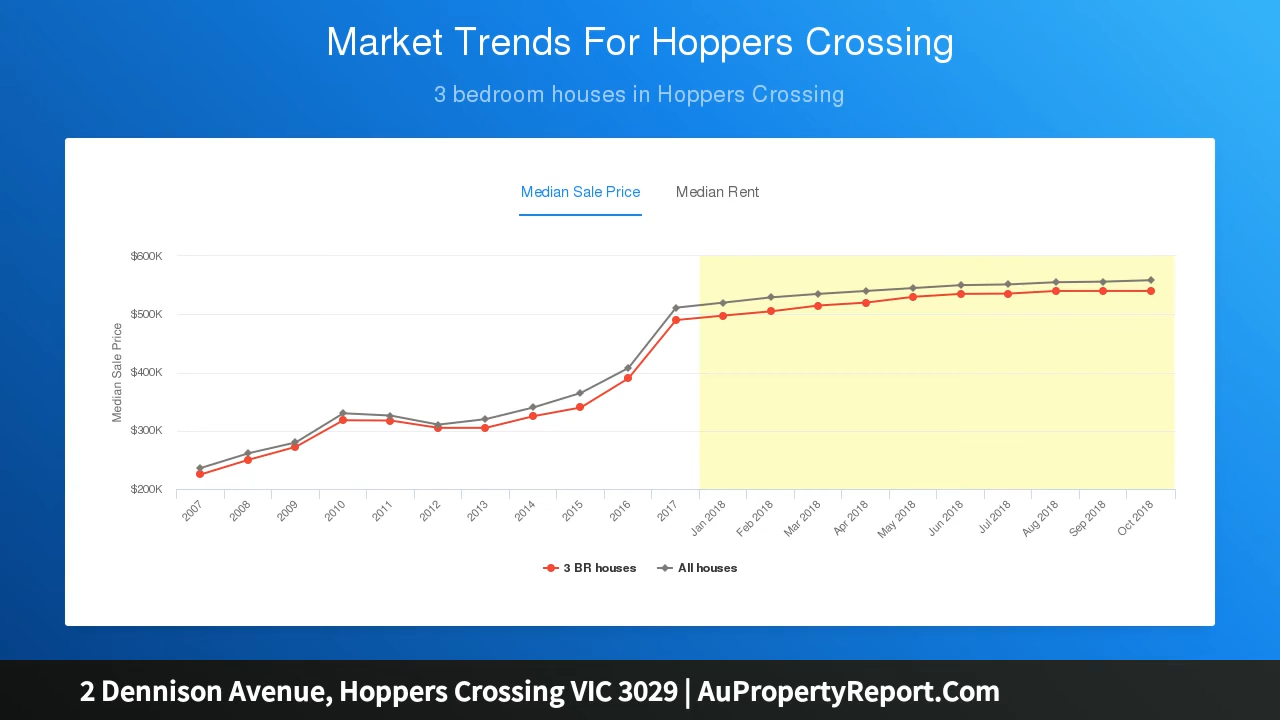 Market Trends For Hoppers Crossing
3 bedroom houses in Hoppers Crossing
Median Sale Price Median Rent
$600K
$500K
$400K
$300K
$200K
Median Sale Price
2007 2008 2009 2010 2011 2012 2013 2014 2015 2016 2017 Jan 2018 Feb 2018 Mar 2018 Apr 2018 May 2018 Jun 2018 Jul 2018 Aug 2018 Sep 2018 Oct 2018
3 BR houses All houses
2 Dennison Avenue, Hoppers Crossing VIC 3029 | AuPropertyReport.Com